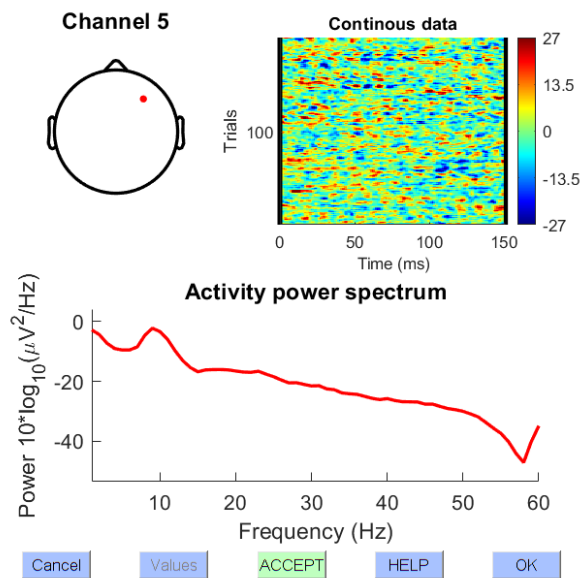 Channel 5
Continous data
Trials
100
0
50
100
150
Time (ms)
27
13.5
0
-13.5
-27
Activity power spectrum
Power 10*log10(μV2/Hz)
0
-20
-40
10
20
30
40
50
60
Frequency (Hz)
Cancel
Values
ACCEPT
HELP
OK